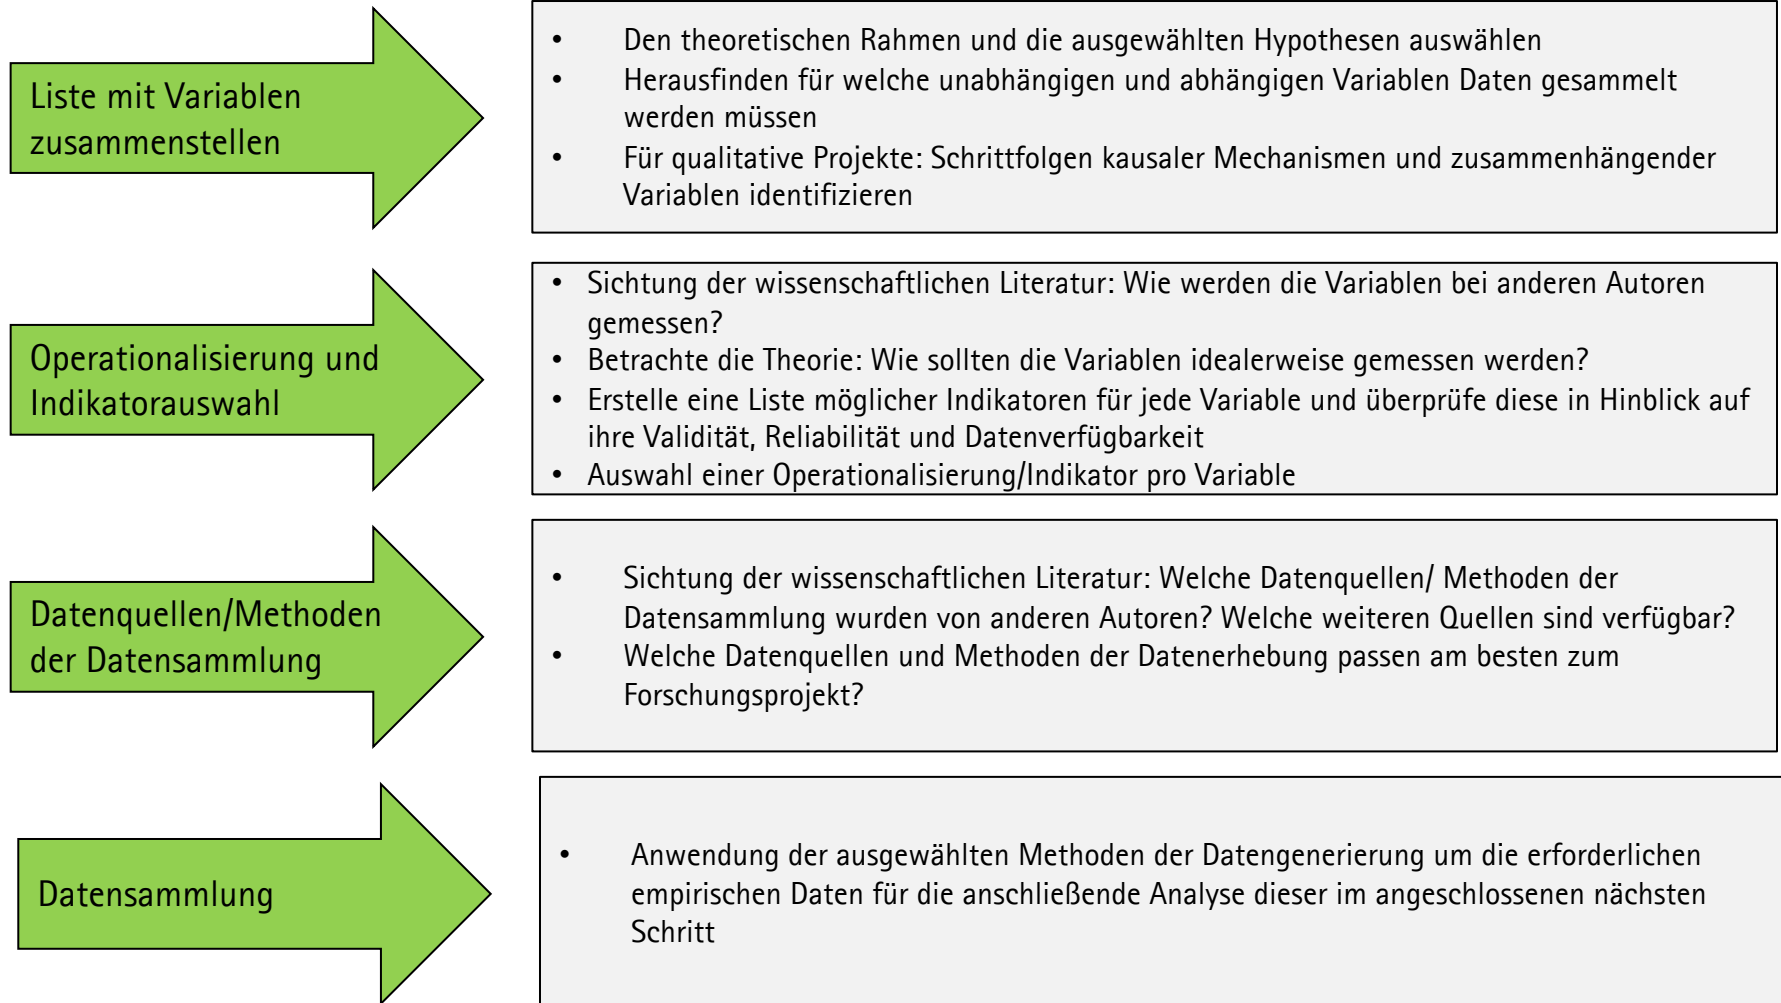 Liste mit Variablen
zusammenstellen
• Den theoretischen Rahmen und die ausgewählten Hypothesen auswählen
• Herausfinden für welche unabhängigen und abhängigen Variablen Daten gesammelt
werden müssen
• Für qualitative Projekte: Schrittfolgen kausaler Mechanismen und zusammenhängender
Variablen identifizieren
Operationalisierung und
Indikatorauswahl
• Sichtung der wissenschaftlichen Literatur: Wie werden die Variablen bei anderen Autoren
gemessen?
• Betrachte die Theorie: Wie sollten die Variablen idealerweise gemessen werden?
• Erstelle eine Liste möglicher Indikatoren für jede Variable und überprüfe diese in Hinblick auf
ihre Validität, Reliabilität und Datenverfügbarkeit
• Auswahl einer Operationalisierung/Indikator pro Variable
Datenquellen/Methoden
der Datensammlung
• Sichtung der wissenschaftlichen Literatur: Welche Datenquellen/ Methoden der
Datensammlung wurden von anderen Autoren? Welche weiteren Quellen sind verfügbar?
• Welche Datenquellen und Methoden der Datenerhebung passen am besten zum
Forschungsprojekt?
Datensammlung
• Anwendung der ausgewählten Methoden der Datengenerierung um die erforderlichen
empirischen Daten für die anschließende Analyse dieser im angeschlossenen nächsten
Schritt